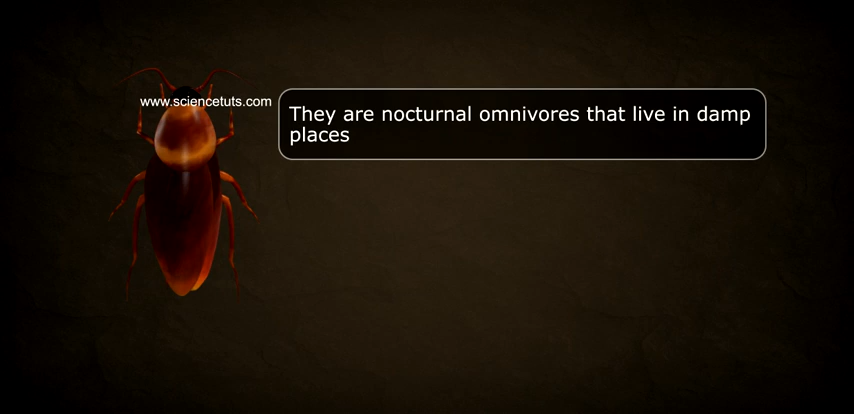 www.sciencetuts.com
They are nocturnal omnivores that live in damp
places